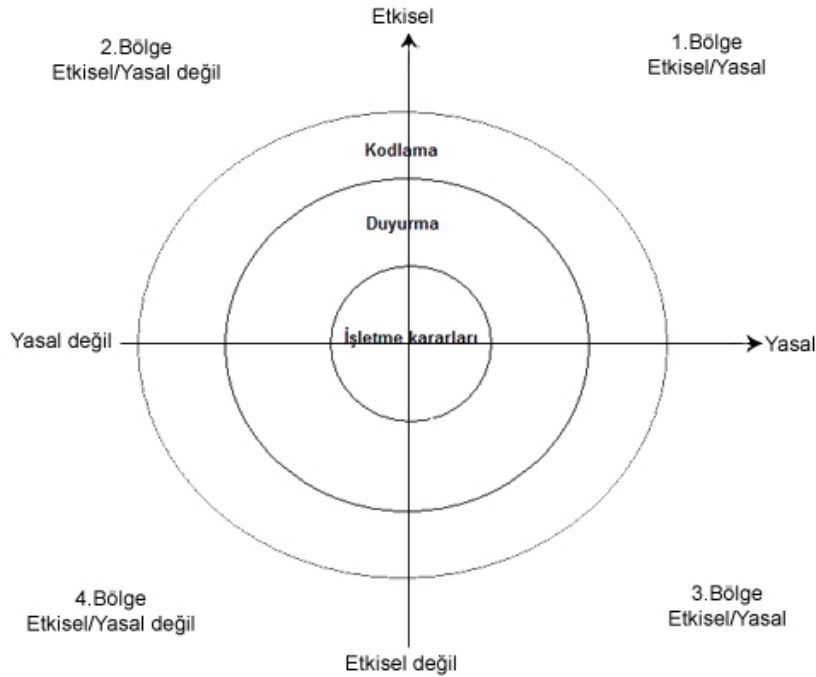 Etkisel
2.Bölge
Etkisel/Yasal değil
1.Bölge
Etkisel/Yasal
Kodlama
Duyurma
İşletme kararları
Yasal değil
Yasal
4.Bölge
Etkisel/Yasal değil
3.Bölge
Etkisel/Yasal
Etkisel değil